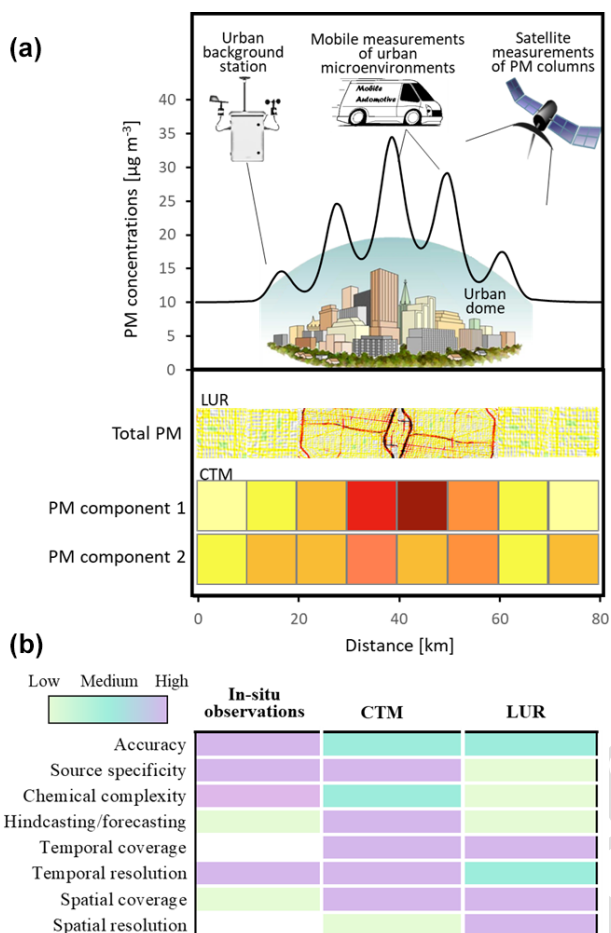 (a)
Urban
background
station
Mobile measurements
of urban
microenvironments
Satellite
measurements
of PM columns
Mobile
Automotive
PM concentrations [µg m-3]
40
35
30
25
20
15
10
5
0
Urban
dome
LUR
Total PM
CTM
PM component 1
PM component 2
0 20 40 60 80
Distance [km]
(b)
Low Medium High
In-situ
observations
CTM
LUR
Accuracy
Source specificity
Chemical complexity
Hindcasting/forecasting
Temporal coverage
Temporal resolution
Spatial coverage
Spatial resolution